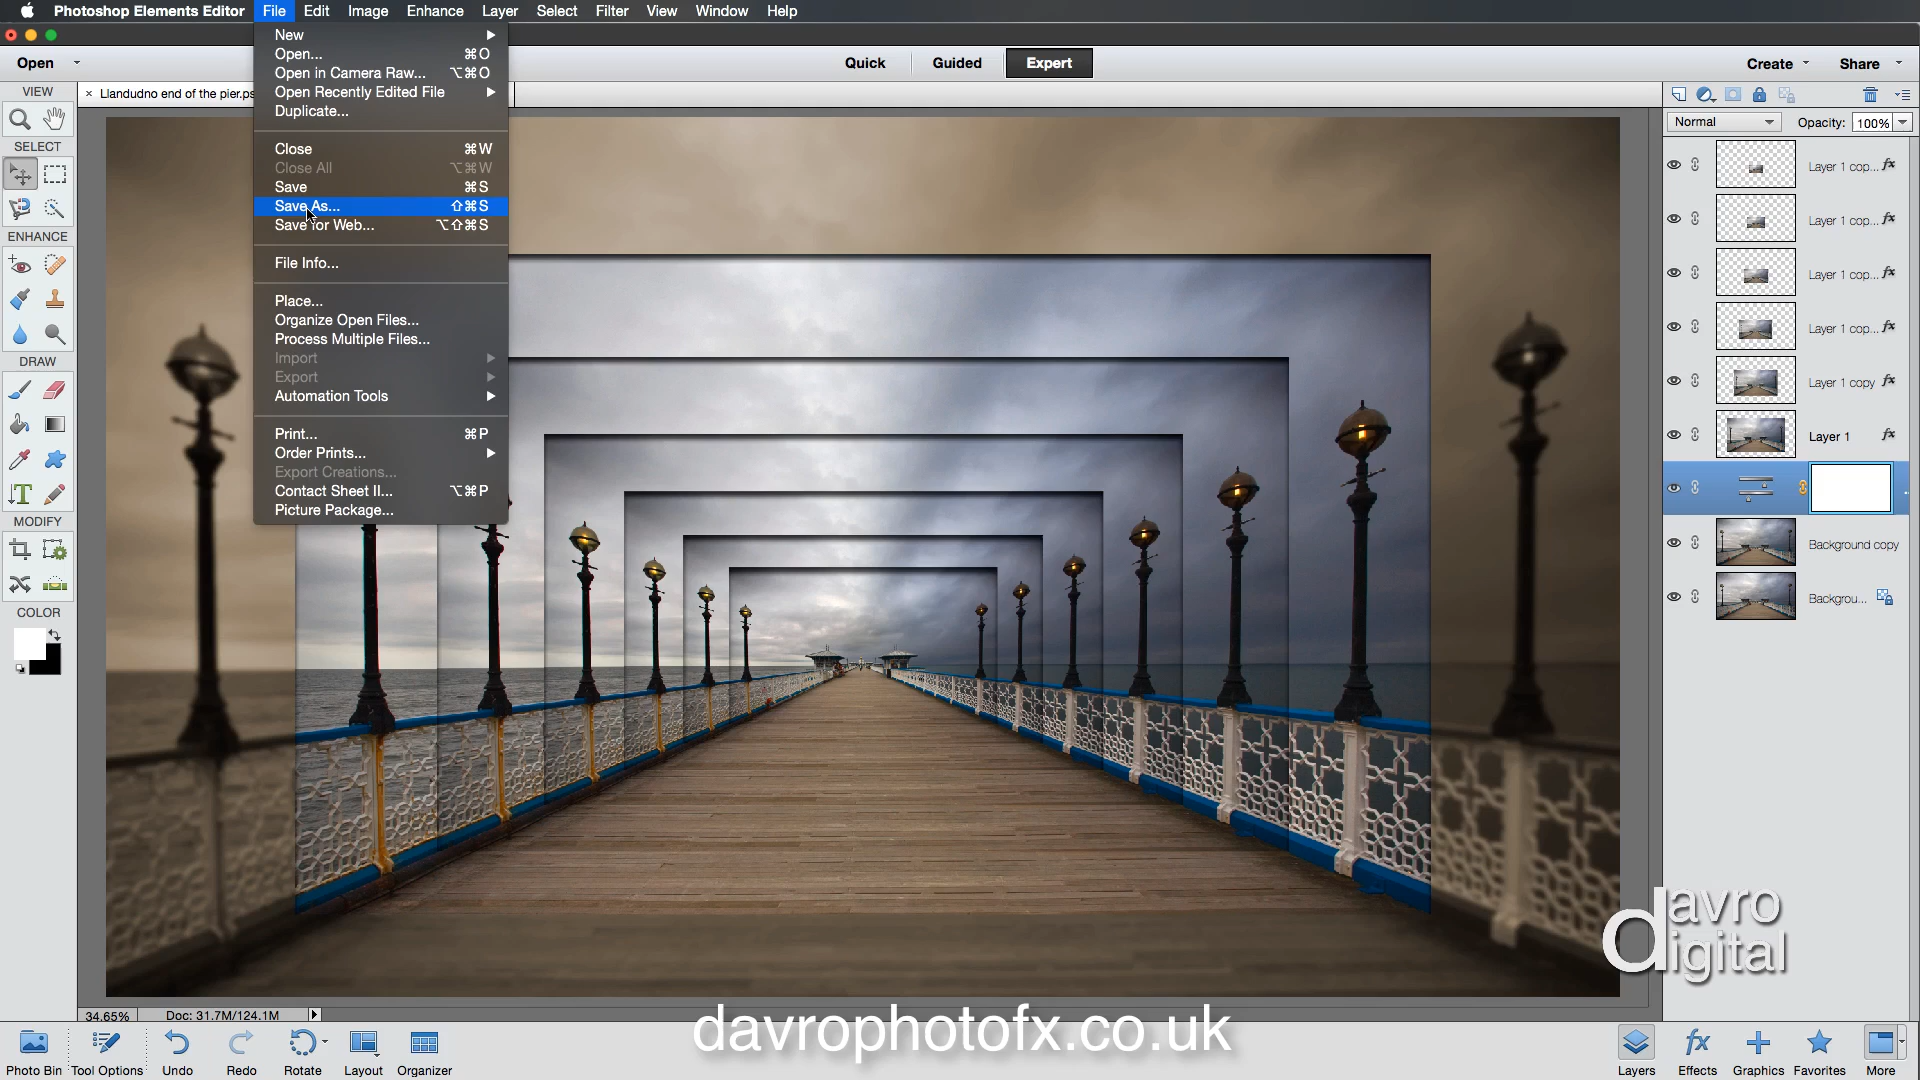 Photoshop Elements Editor File Edit Image Enhance Layer Select Filter View Window Help
Open
Quick
Guided
Expert
Create
Share
VIEW
× Llandudno end of the pier.ps
New
Open... ⌘O
Open in Camera Raw... ⌥⌘O
Open Recently Edited File
Duplicate...
Close ⌘W
Close All ⌥⌘W
Save ⌘S
Save As... ⇧⌘S
Save for Web... ⌥⇧⌘S
File Info...
Place...
Organize Open Files...
Process Multiple Files...
Import
Export
Automation Tools
Print... ⌘P
Order Prints...
Export Creations...
Contact Sheet II... ⌥⌘P
Picture Package...
SELECT
ENHANCE
DRAW
MODIFY
COLOR
Normal
Opacity: 100%
Layer 1 cop... fx
Layer 1 cop... fx
Layer 1 cop... fx
Layer 1 cop... fx
Layer 1 copy fx
Layer 1 fx
Background copy
Backgrou...
davro
digital
34.65% Doc: 31.7M/124.1M
davrophotofx.co.uk
Photo Bin Tool Options Undo Redo Rotate Layout Organizer
Layers Effects Graphics Favorites More